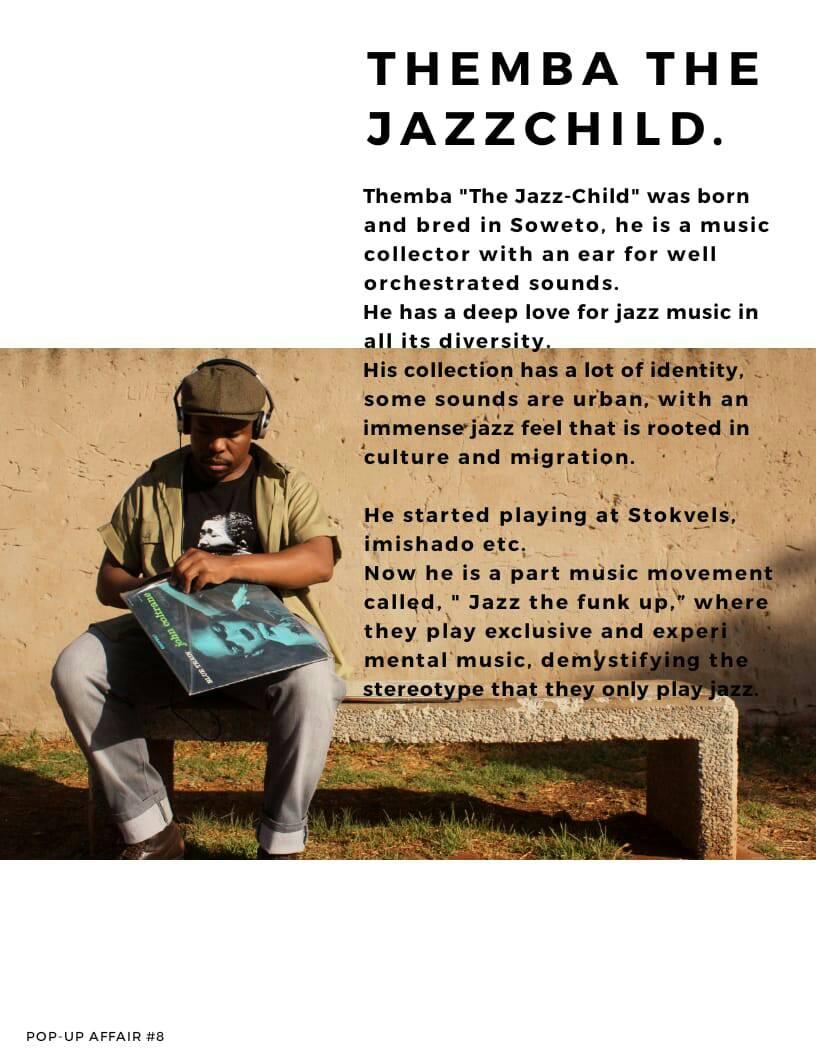 THEMBA THE
JAZZCHILD.
Themba "The Jazz-Child" was born
and bred in Soweto, he is a music
collector with an ear for well
orchestrated sounds.
He has a deep love for jazz music in
all its diversity.
His collection has a lot of identity,
some sounds are urban, with an
immense jazz feel that is rooted in
culture and migration.
He started playing at Stokvels,
imishado etc.
Now he is a part music movement
called, " Jazz the funk up,” where
they play exclusive and experi
mental music, demystifying the
stereotype that they only play jazz.
john coltrane
BLUE TRAIN
POP-UP AFFAIR #8